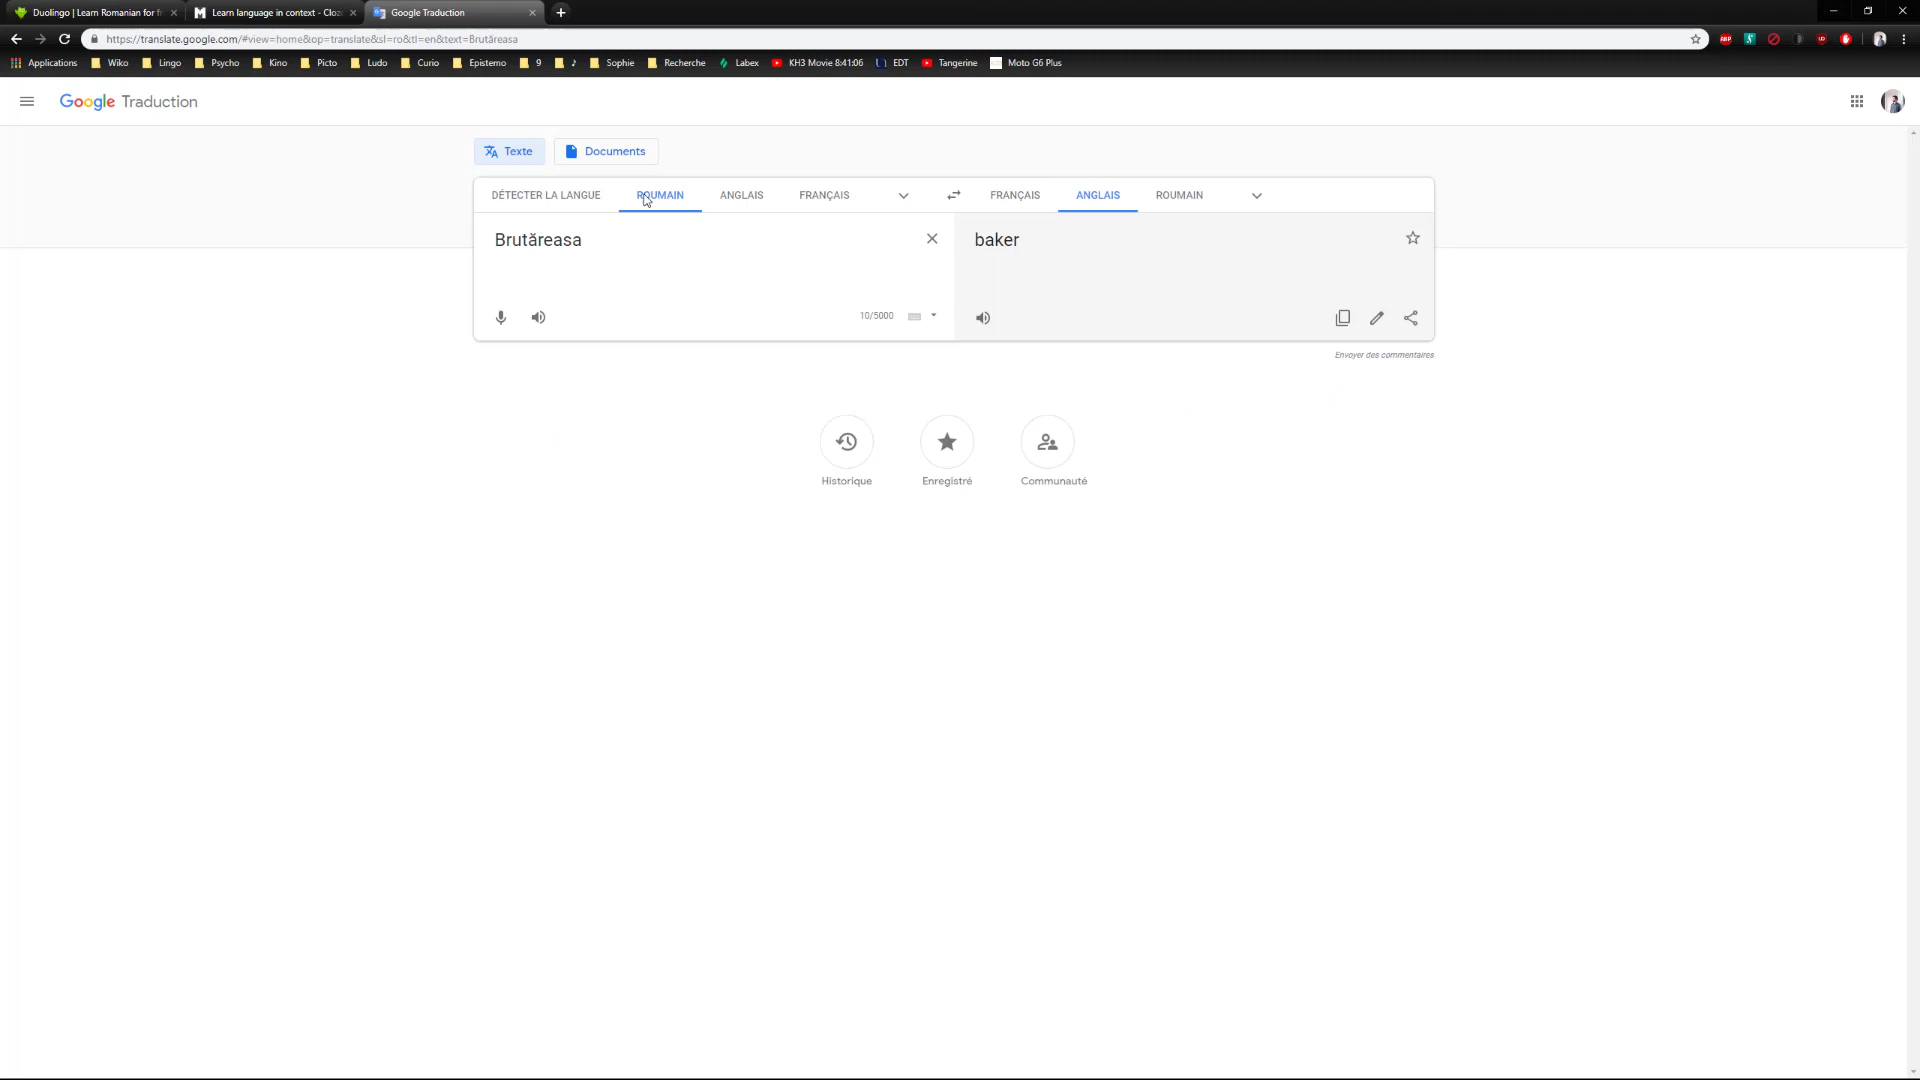 Duolingo | Learn Romanian for f
Learn language in context - Cloz
Google Traduction
https://translate.google.com/#view=home&op=translate&sl=ro&tl=en&text=Brutăreasa
Applications Wiko Lingo Psycho Kino Picto Ludo Curio Epistemo 9 ♪ Sophie Recherche Labex KH3 Movie 8:41:06 EDT Tangerine Moto G6 Plus
Google Traduction
Texte Documents
DÉTECTER LA LANGUE ROUMAIN ANGLAIS FRANÇAIS FRANÇAIS ANGLAIS ROUMAIN
Brutăreasa
baker
10/5000
Envoyer des commentaires
Historique Enregistré Communauté